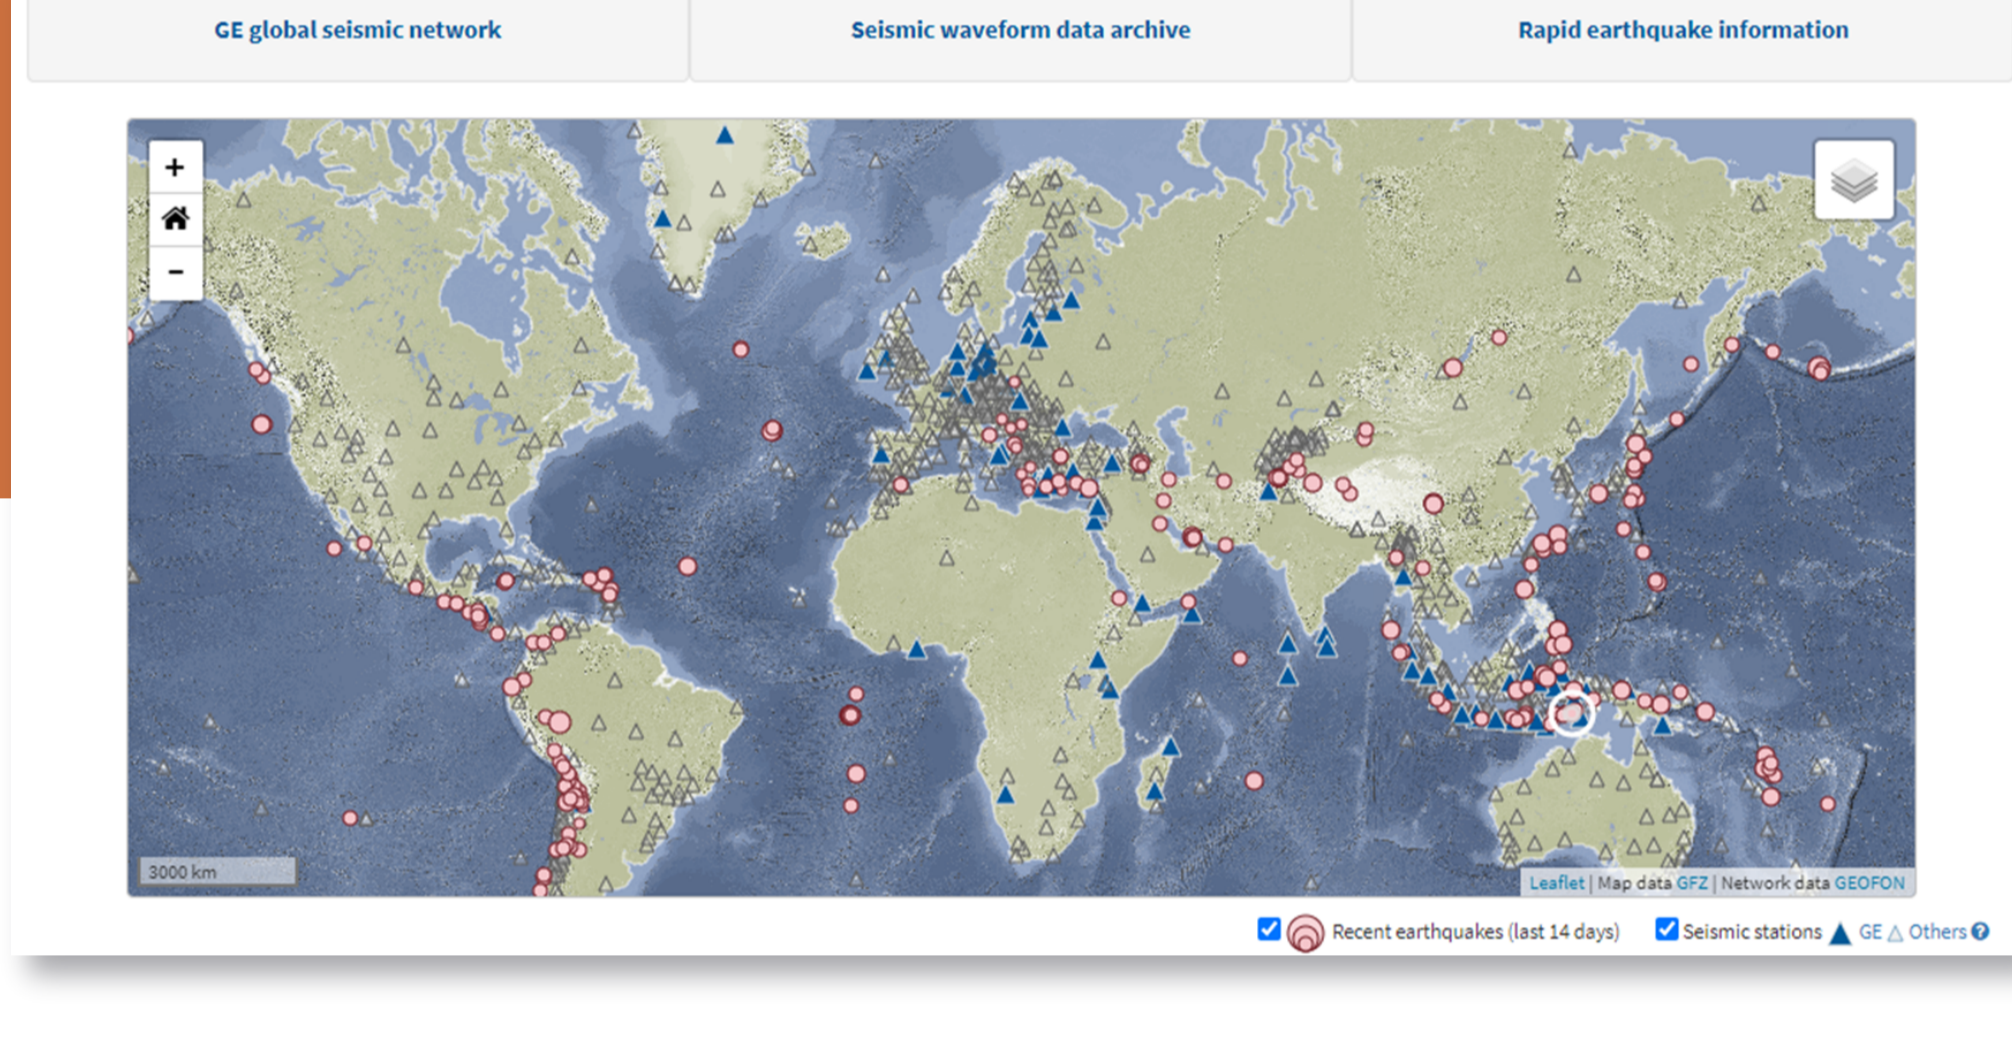 GE global seismic network
Seismic waveform data archive
Rapid earthquake information
+
−
3000 km
Leaflet | Map data GFZ | Network data GEOFON
Recent earthquakes (last 14 days)
Seismic stations GE Others ?